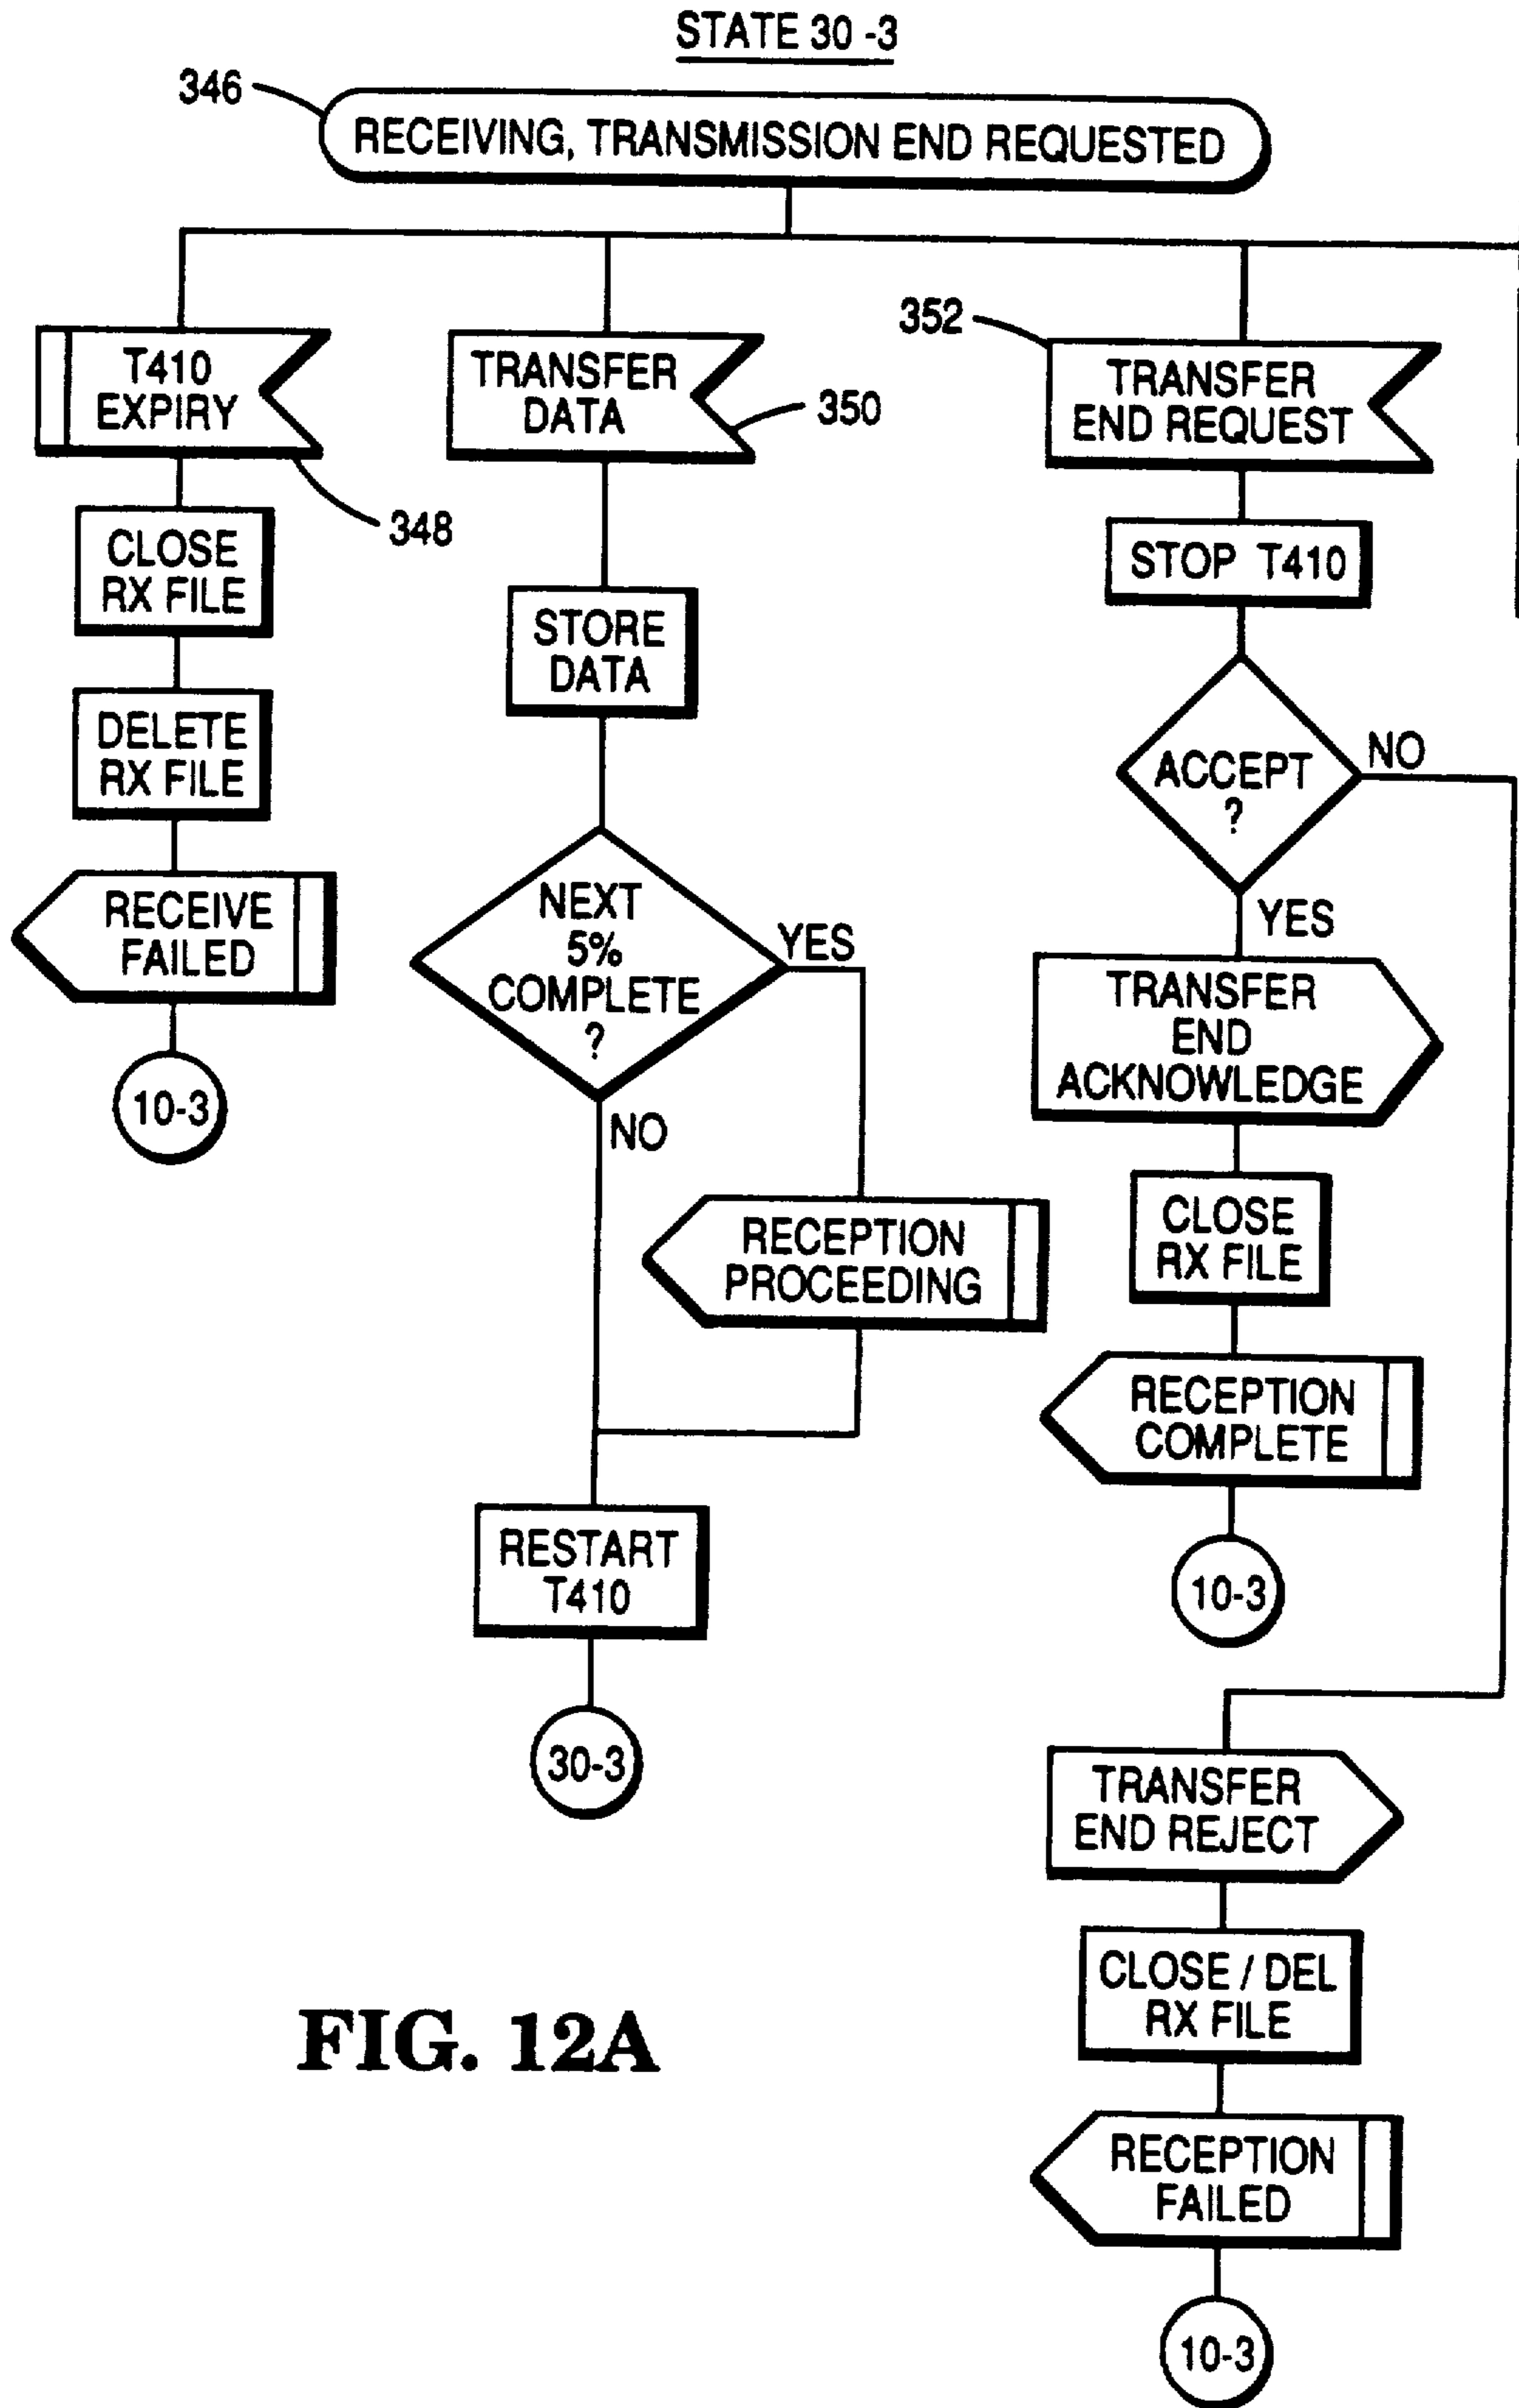 STATE 30-3
346
RECEIVING, TRANSMISSION END REQUESTED
T410
EXPIRY
348
CLOSE
RX FILE
DELETE
RX FILE
RECEIVE
FAILED
10-3
TRANSFER
DATA
350
STORE
DATA
NEXT
5%
COMPLETE
?
YES
NO
RECEPTION
PROCEEDING
RESTART
T410
30-3
352
TRANSFER
END REQUEST
STOP T410
ACCEPT
?
NO
YES
TRANSFER
END
ACKNOWLEDGE
CLOSE
RX FILE
RECEPTION
COMPLETE
10-3
TRANSFER
END REJECT
CLOSE / DEL
RX FILE
RECEPTION
FAILED
10-3
FIG. 12A